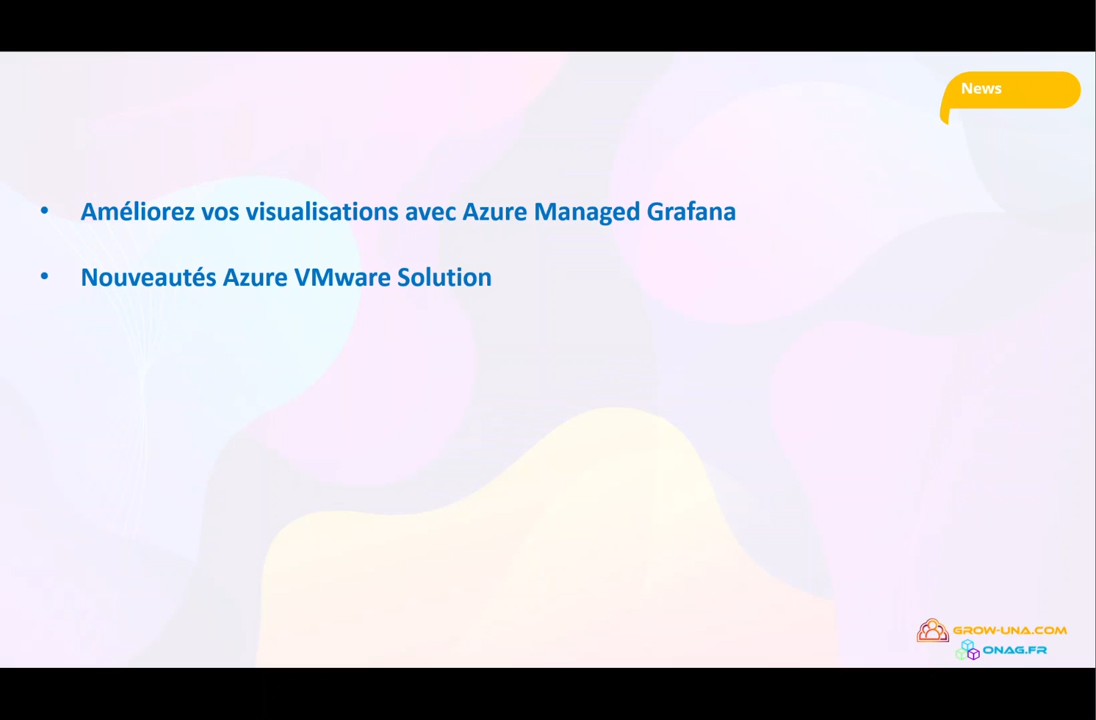 News
• Améliorez vos visualisations avec Azure Managed Grafana
• Nouveautés Azure VMware Solution
GROW-UNA.COM
ONAG.FR